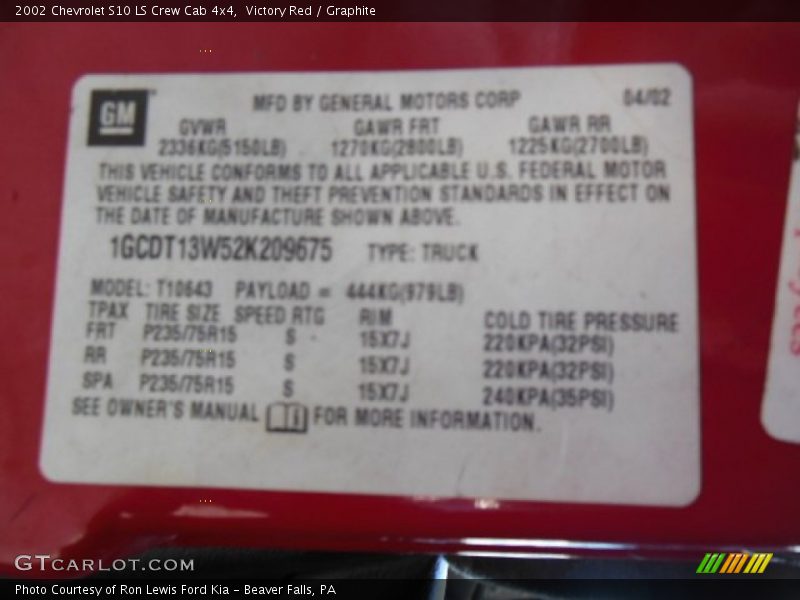 2002 Chevrolet S10 LS Crew Cab 4x4, Victory Red / Graphite
GM
MFD BY GENERAL MOTORS CORP 04/02
GVWR GAWR FRT GAWR RR
2336KG(5150LB) 1270KG(2800LB) 1225KG(2700LB)
THIS VEHICLE CONFORMS TO ALL APPLICABLE U.S. FEDERAL MOTOR
VEHICLE SAFETY AND THEFT PREVENTION STANDARDS IN EFFECT ON
THE DATE OF MANUFACTURE SHOWN ABOVE.
1GCDT13W52K209675 TYPE: TRUCK
MODEL: T10643 PAYLOAD = 444KG(979LB)
TPAX TIRE SIZE SPEED RTG RIM COLD TIRE PRESSURE
FRT P235/75R15 S 15X7J 220KPA(32PSI)
RR P235/75R15 S 15X7J 220KPA(32PSI)
SPA P235/75R15 S 15X7J 240KPA(35PSI)
SEE OWNER'S MANUAL FOR MORE INFORMATION.
GTCARLOT.COM
Photo Courtesy of Ron Lewis Ford Kia - Beaver Falls, PA